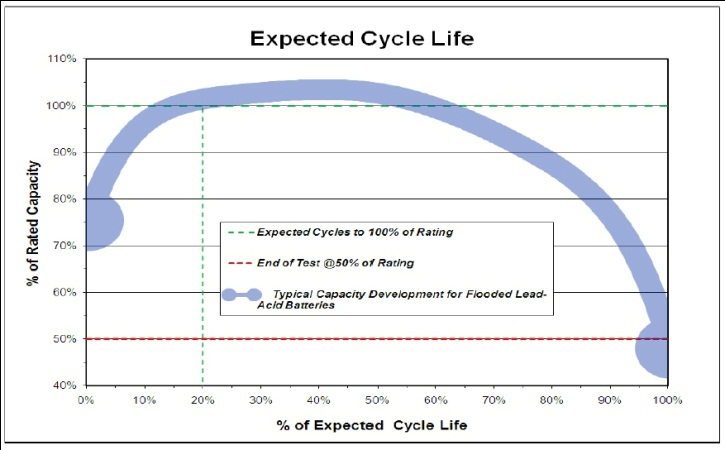 Expected Cycle Life
110%
100%
90%
80%
70%
60%
50%
40%
% of Rated Capacity
Expected Cycles to 100% of Rating
End of Test @50% of Rating
Typical Capacity Development for Flooded Lead-
Acid Batteries
0% 10% 20% 30% 40% 50% 60% 70% 80% 90% 100%
% of Expected Cycle Life